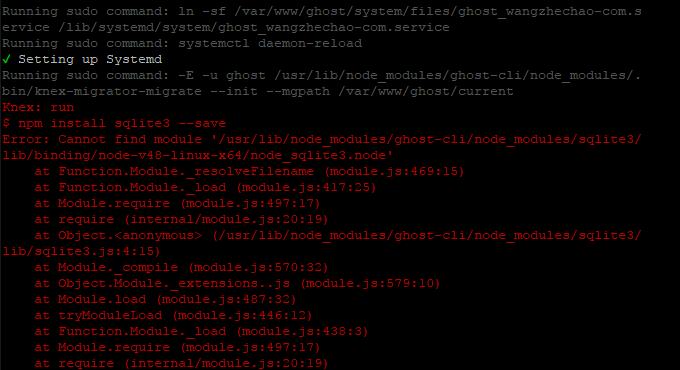 Running sudo command: ln -sf /var/www/ghost/system/files/ghost_wangzhechao-com.s
ervice /lib/systemd/system/ghost_wangzhechao-com.service
Running sudo command: systemctl daemon-reload
✓ Setting up Systemd
Running sudo command: -E -u ghost /usr/lib/node_modules/ghost-cli/node_modules/.
bin/knex-migrator-migrate --init --mgpath /var/www/ghost/current
Knex: run
$ npm install sqlite3 --save
Error: Cannot find module '/usr/lib/node_modules/ghost-cli/node_modules/sqlite3/
lib/binding/node-v48-linux-x64/node_sqlite3.node'
    at Function.Module._resolveFilename (module.js:469:15)
    at Function.Module._load (module.js:417:25)
    at Module.require (module.js:497:17)
    at require (internal/module.js:20:19)
    at Object.<anonymous> (/usr/lib/node_modules/ghost-cli/node_modules/sqlite3/
lib/sqlite3.js:4:15)
    at Module._compile (module.js:570:32)
    at Object.Module._extensions..js (module.js:579:10)
    at Module.load (module.js:487:32)
    at tryModuleLoad (module.js:446:12)
    at Function.Module._load (module.js:438:3)
    at Module.require (module.js:497:17)
    at require (internal/module.js:20:19)